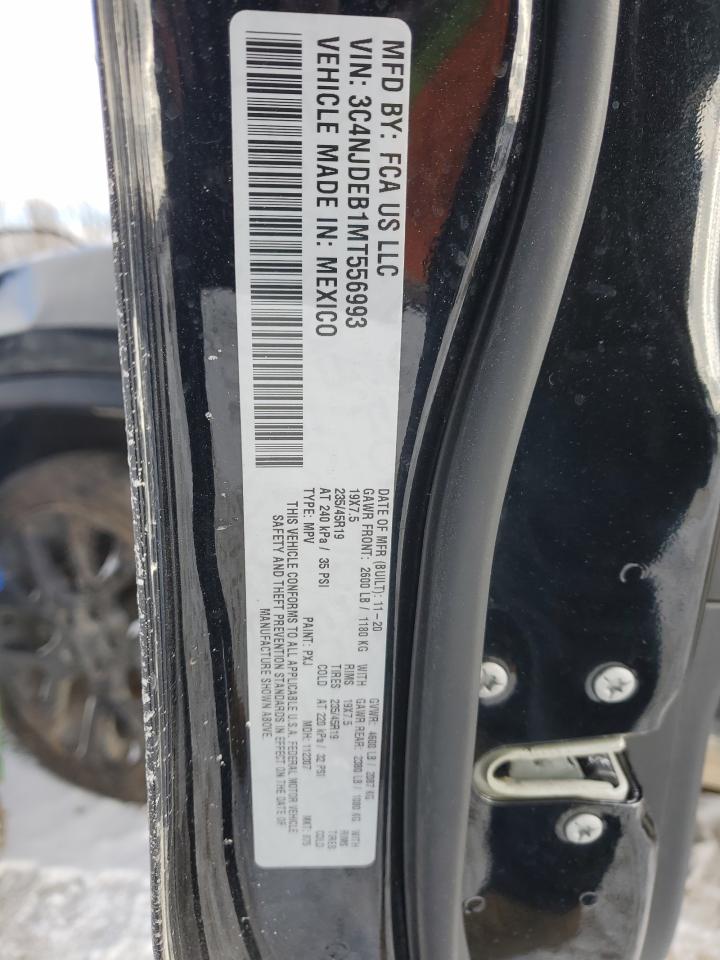 MFD BY: FCA US LLC
VIN: 3C4NJDEB1MT556993
VEHICLE MADE IN: MEXICO
DATE OF MFR (BUILT): 11-20 GVWR: 4600 LB / 2087 KG
GAWR FRONT: 2600 LB / 1180 KG WITH GAWR REAR: 2380 LB / 1080 KG WITH
19X7.5 RIMS 19X7.5 RIMS
235/45R19 TIRES 235/45R19 TIRES
AT 240 kPa / 35 PSI COLD AT 220 kPa / 32 PSI COLD
TYPE: MPV PAINT: PXJ MDH: MKT:
THIS VEHICLE CONFORMS TO ALL APPLICABLE U.S.A. FEDERAL MOTOR VEHICLE
SAFETY AND THEFT PREVENTION STANDARDS IN EFFECT ON THE DATE OF
MANUFACTURE SHOWN ABOVE.